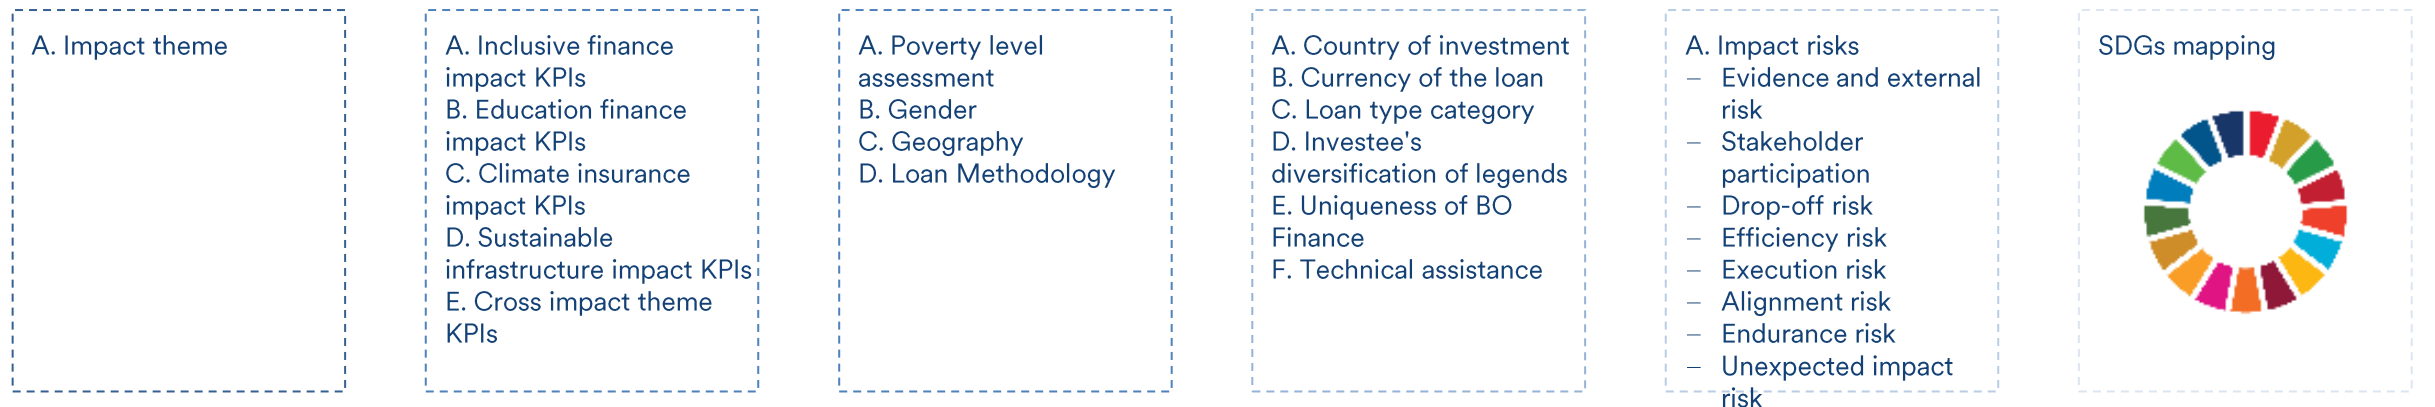 A. Impact theme
A. Inclusive finance
impact KPIs
B. Education finance
impact KPIs
C. Climate insurance
impact KPIs
D. Sustainable
infrastructure impact KPIs
E. Cross impact theme
KPIs
A. Poverty level
assessment
B. Gender
C. Geography
D. Loan Methodology
A. Country of investment
B. Currency of the loan
C. Loan type category
D. Investee's
diversification of legends
E. Uniqueness of BO
Finance
F. Technical assistance
A. Impact risks
– Evidence and external
risk
– Stakeholder
participation
– Drop-off risk
– Efficiency risk
– Execution risk
– Alignment risk
– Endurance risk
– Unexpected impact
risk
SDGs mapping